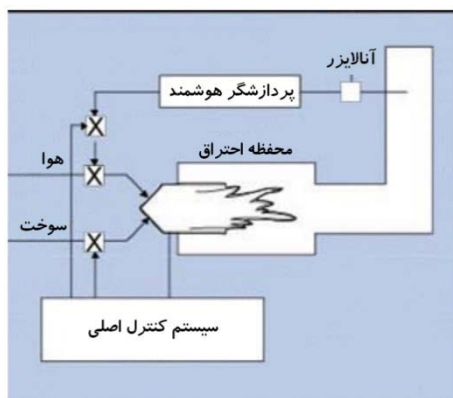 آنالایزر
پردازشگر هوشمند
محفظه احتراق
هوا
سوخت
سیستم کنترل اصلی